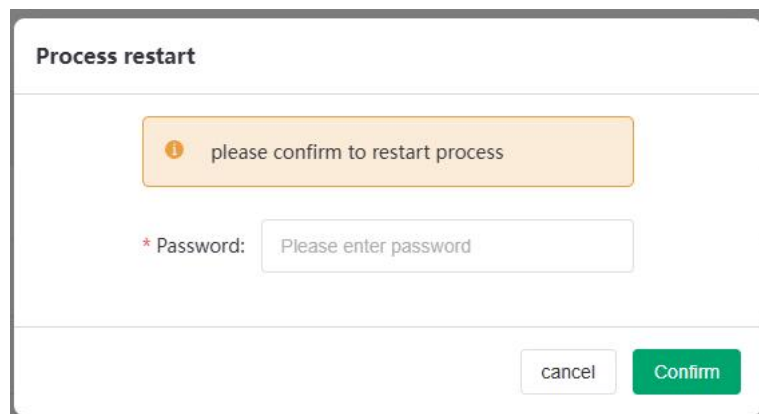 Process restart
please confirm to restart process
* Password: Please enter password
cancel Confirm